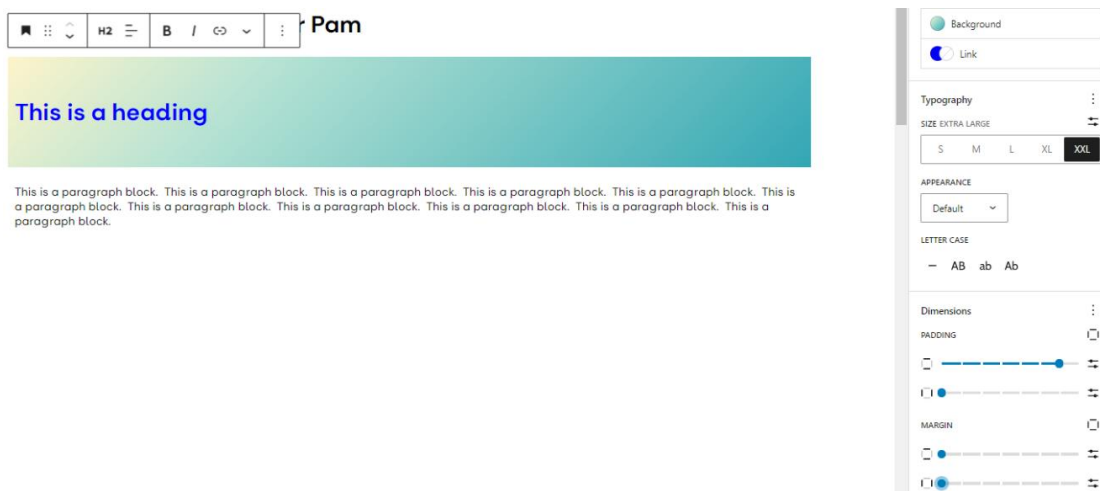 r Pam
H2 B I
This is a heading
This is a paragraph block. This is a paragraph block. This is a paragraph block. This is a paragraph block. This is a paragraph block. This is
a paragraph block. This is a paragraph block. This is a paragraph block. This is a paragraph block. This is a paragraph block. This is a
paragraph block.
Background
Link
Typography
SIZE EXTRA LARGE
S M L XL XXL
APPEARANCE
Default
LETTER CASE
— AB ab Ab
Dimensions
PADDING
MARGIN